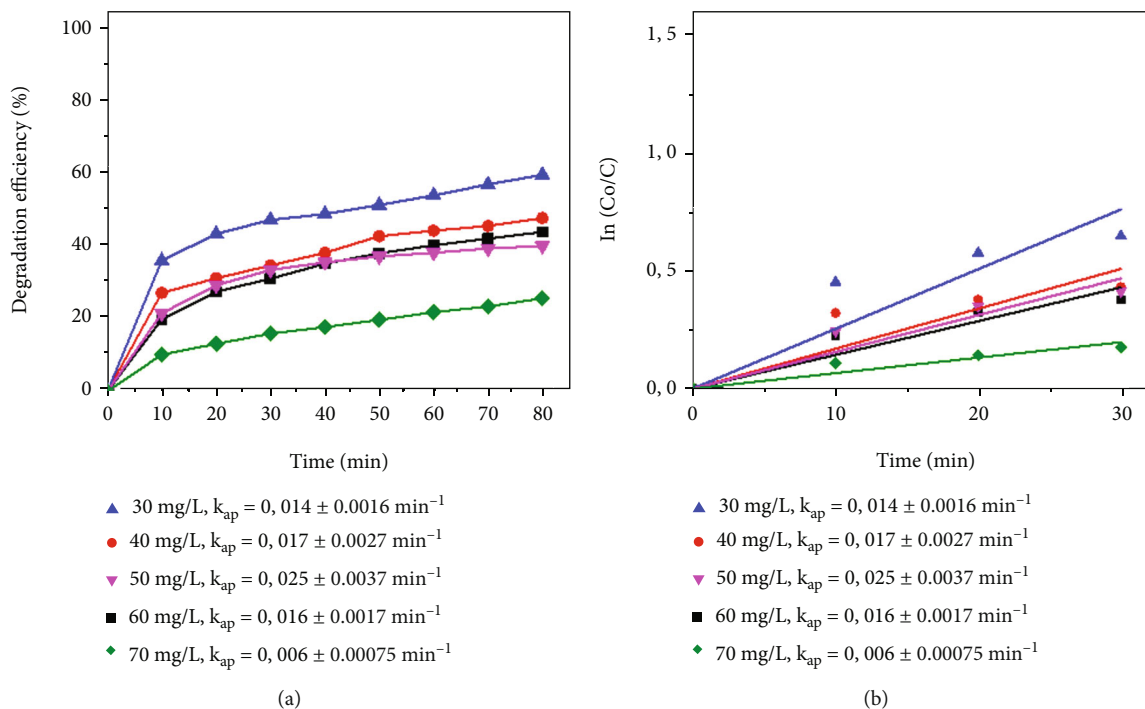 100
80
60
40
20
0
Degradation efficiency (%)
0 10 20 30 40 50 60 70 80
Time (min)
30 mg/L, kap = 0, 014 ± 0.0016 min⁻¹
40 mg/L, kap = 0, 017 ± 0.0027 min⁻¹
50 mg/L, kap = 0, 025 ± 0.0037 min⁻¹
60 mg/L, kap = 0, 016 ± 0.0017 min⁻¹
70 mg/L, kap = 0, 006 ± 0.00075 min⁻¹
(a)
1, 5
1, 0
0, 5
0, 0
In (Co/C)
0 10 20 30
Time (min)
30 mg/L, kap = 0, 014 ± 0.0016 min⁻¹
40 mg/L, kap = 0, 017 ± 0.0027 min⁻¹
50 mg/L, kap = 0, 025 ± 0.0037 min⁻¹
60 mg/L, kap = 0, 016 ± 0.0017 min⁻¹
70 mg/L, kap = 0, 006 ± 0.00075 min⁻¹
(b)